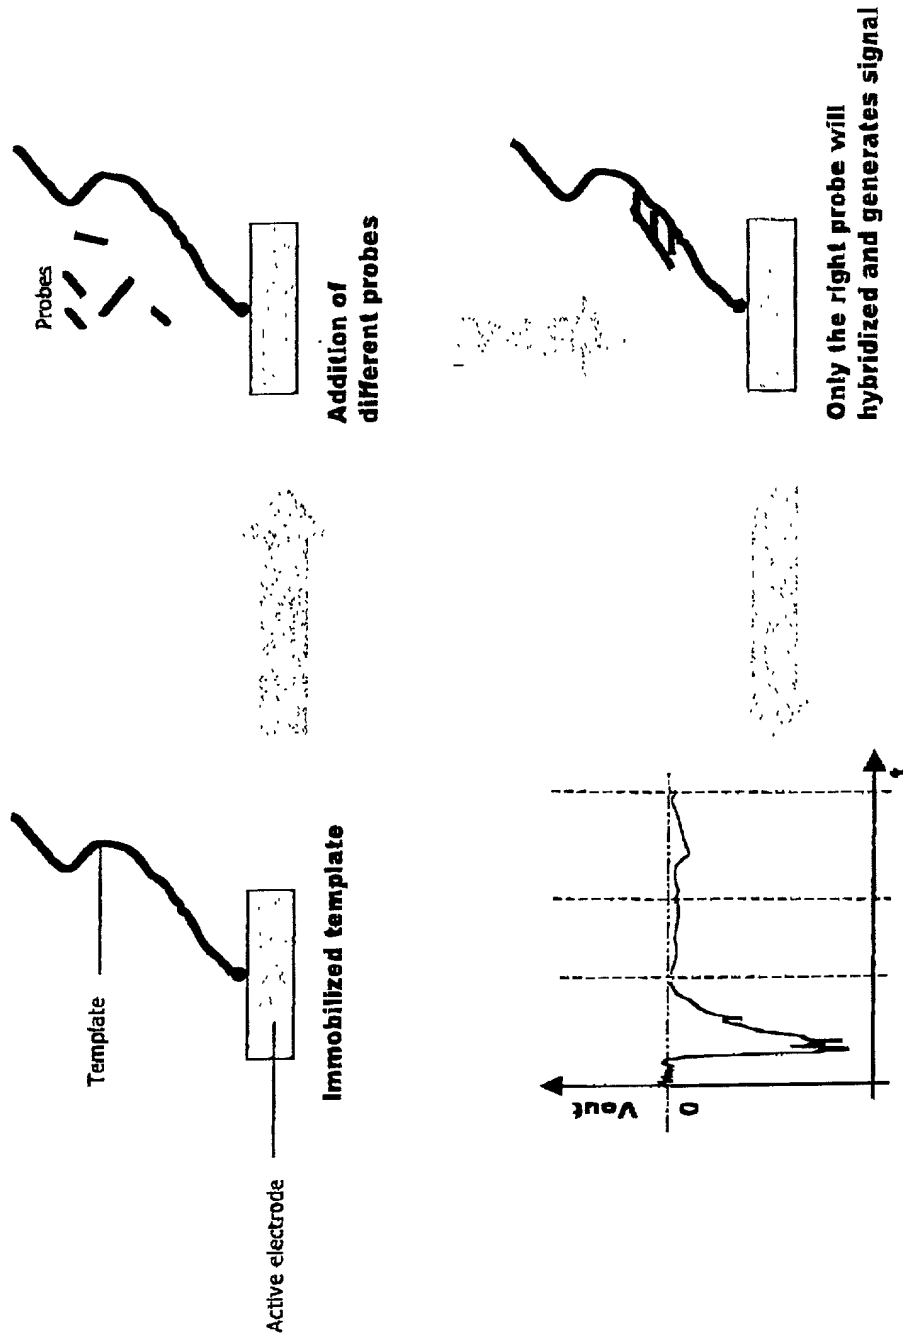 Template
Active electrode
Immobilized template
Probes
Addition of
different probes
Only the right probe will
hybridized and generates signal
Vout
0
t